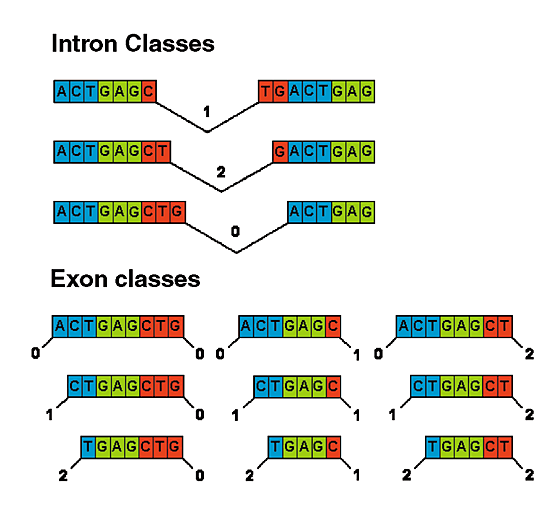 Intron Classes
ACTGAGC TGACTGAG
1
ACTGAGCT GACTGAG
2
ACTGAGCTG ACTGAG
0
Exon classes
ACTGAGCTG ACTGAGC ACTGAGCT
0 0 0 1 0 2
CTGAGCTG CTGAGC CTGAGCT
1 0 1 1 1 2
TGAGCTG TGAGC TGAGCT
2 0 2 1 2 2